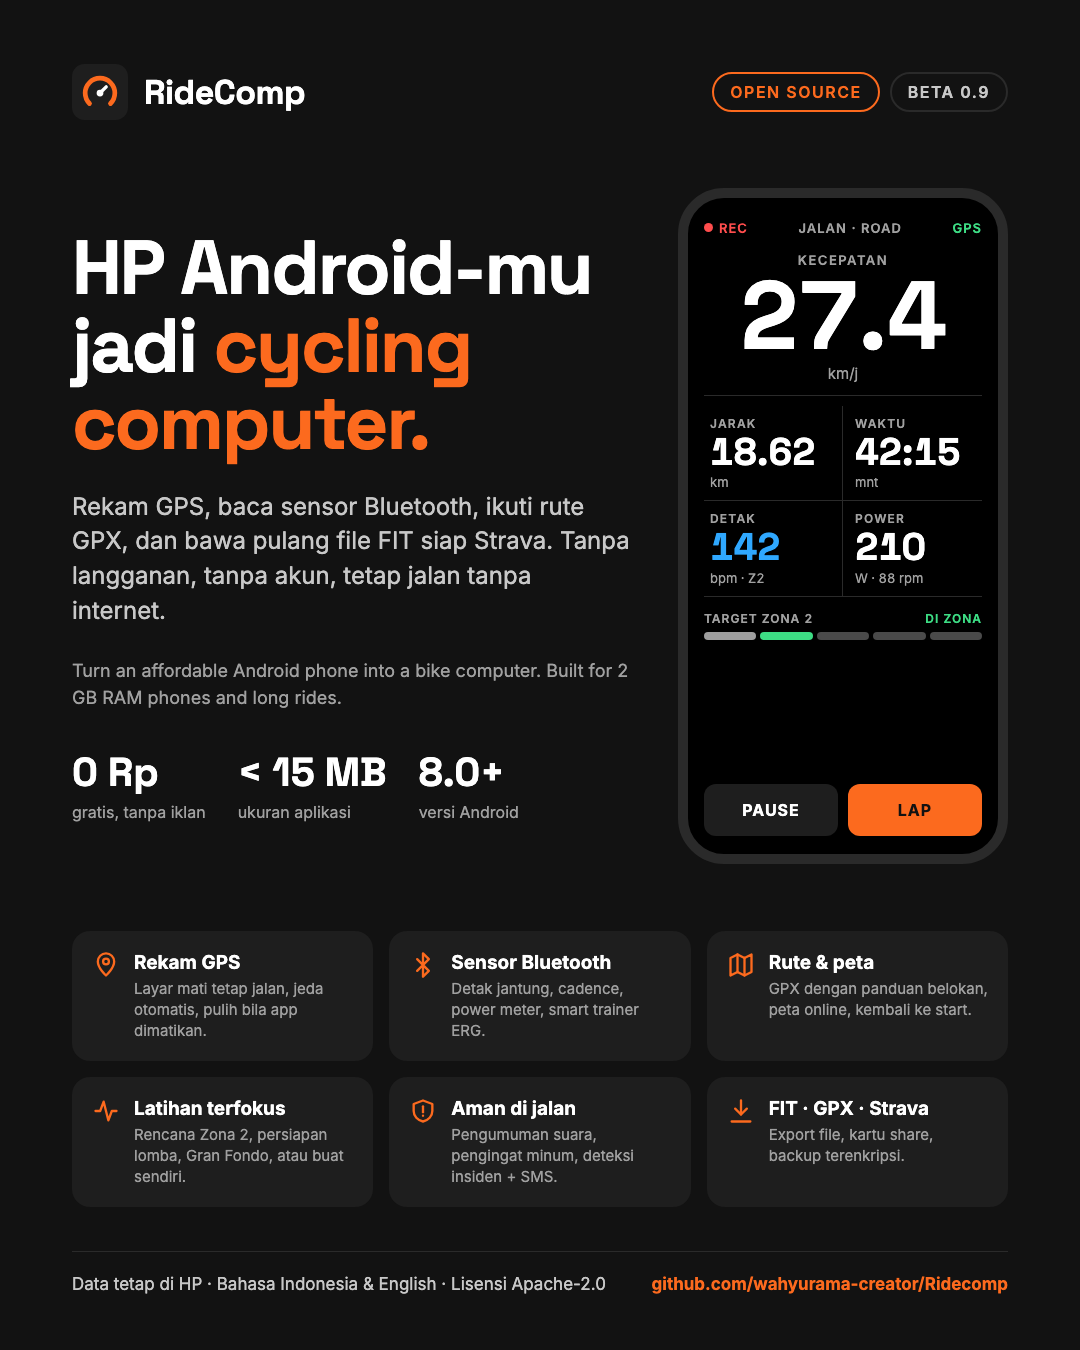 RideComp
OPEN SOURCE
BETA 0.9
HP Android-mu
jadi cycling
computer.
Rekam GPS, baca sensor Bluetooth, ikuti rute
GPX, dan bawa pulang file FIT siap Strava. Tanpa
langganan, tanpa akun, tetap jalan tanpa
internet.
Turn an affordable Android phone into a bike computer. Built for 2
GB RAM phones and long rides.
0 Rp
gratis, tanpa iklan
< 15 MB
ukuran aplikasi
8.0+
versi Android
REC
JALAN · ROAD
GPS
KECEPATAN
27.4
km/j
JARAK
18.62
km
WAKTU
42:15
mnt
DETAK
142
bpm · Z2
POWER
210
W · 88 rpm
TARGET ZONA 2
DI ZONA
PAUSE
LAP
Rekam GPS
Layar mati tetap jalan, jeda
otomatis, pulih bila app
dimatikan.
Sensor Bluetooth
Detak jantung, cadence,
power meter, smart trainer
ERG.
Rute & peta
GPX dengan panduan belokan,
peta online, kembali ke start.
Latihan terfokus
Rencana Zona 2, persiapan
lomba, Gran Fondo, atau buat
sendiri.
Aman di jalan
Pengumuman suara,
pengingat minum, deteksi
insiden + SMS.
FIT · GPX · Strava
Export file, kartu share,
backup terenkripsi.
Data tetap di HP · Bahasa Indonesia & English · Lisensi Apache-2.0
github.com/wahyurama-creator/Ridecomp